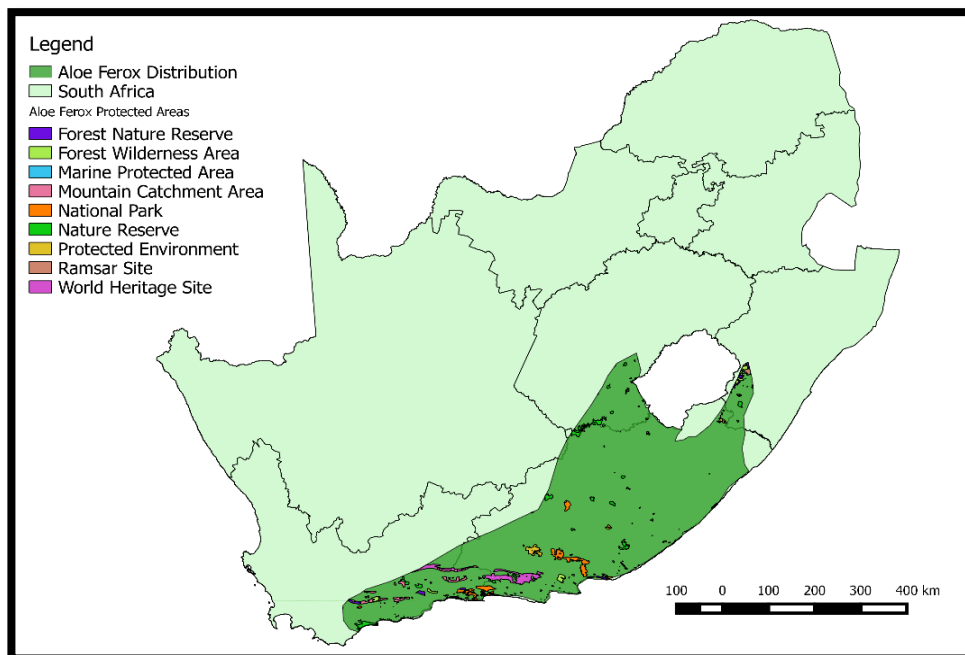 Legend
Aloe Ferox Distribution
South Africa
Aloe Ferox Protected Areas
Forest Nature Reserve
Forest Wilderness Area
Marine Protected Area
Mountain Catchment Area
National Park
Nature Reserve
Protected Environment
Ramsar Site
World Heritage Site
100 0 100 200 300 400 km